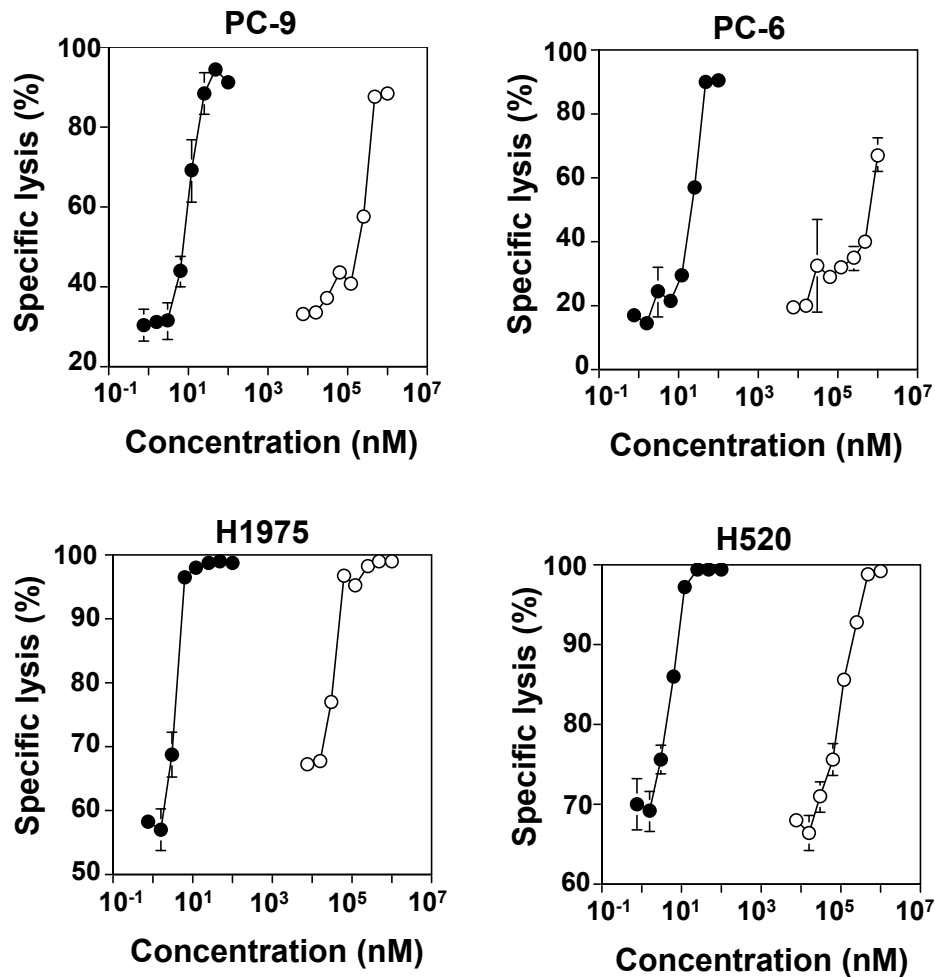 PC-9
Specific lysis (%)
100
80
60
40
20
10⁻¹ 10¹ 10³ 10⁵ 10⁷
Concentration (nM)
PC-6
Specific lysis (%)
100
80
60
40
20
0
10⁻¹ 10¹ 10³ 10⁵ 10⁷
Concentration (nM)
H1975
Specific lysis (%)
100
90
80
70
60
50
10⁻¹ 10¹ 10³ 10⁵ 10⁷
Concentration (nM)
H520
Specific lysis (%)
100
90
80
70
60
10⁻¹ 10¹ 10³ 10⁵ 10⁷
Concentration (nM)